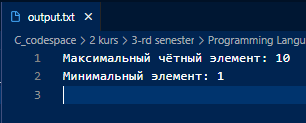 output.txt
C_codespace > 2 kurs > 3-rd senester > Programming Langu
1 Максимальный чётный элемент: 10
2 Минимальный элемент: 1
3